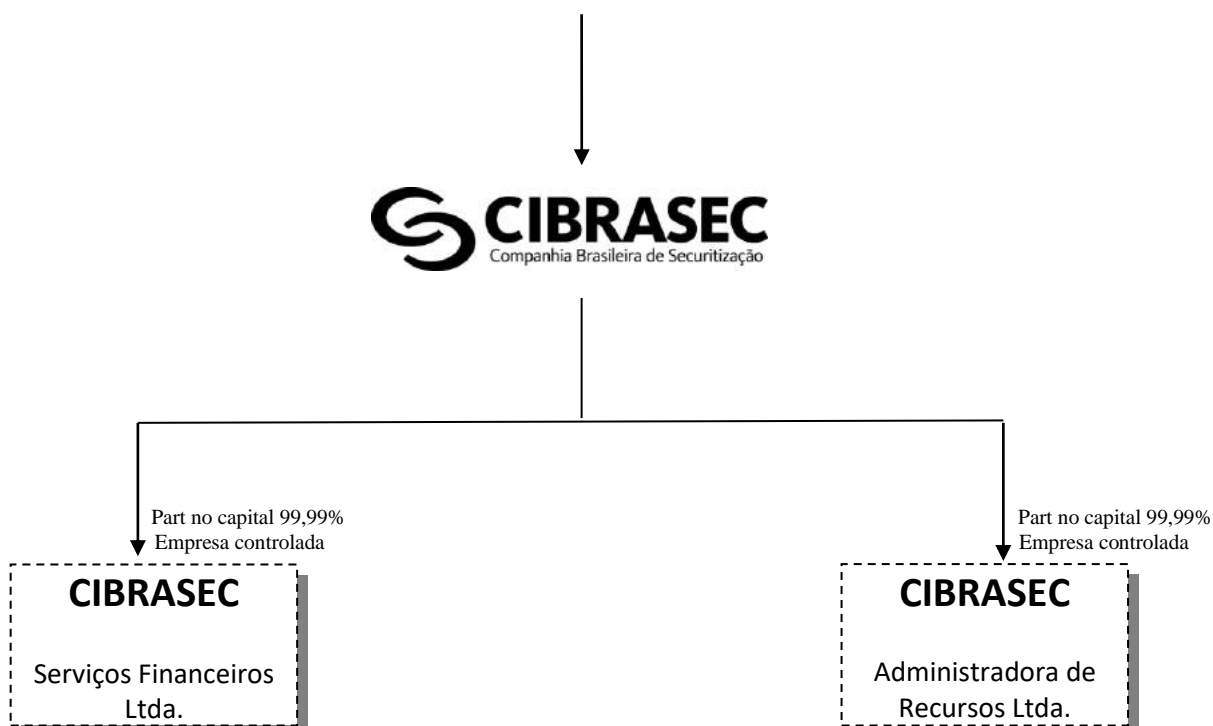 CIBRASEC
Companhia Brasileira de Securitização
Part no capital 99,99%
Empresa controlada
CIBRASEC
Serviços Financeiros
Ltda.
Part no capital 99,99%
Empresa controlada
CIBRASEC
Administradora de
Recursos Ltda.